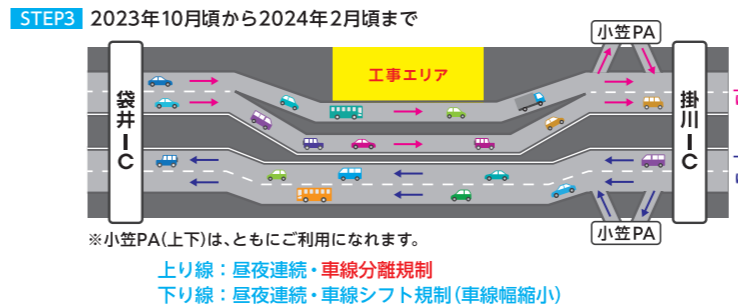 STEP3 2023年10月頃から2024年2月頃まで
小笠PA
工事エリア
袋井IC
掛川IC
小笠PA
※小笠PA(上下)は、ともにご利用になれます。
上り線：昼夜連続・車線分離規制
下り線：昼夜連続・車線シフト規制(車線幅縮小)